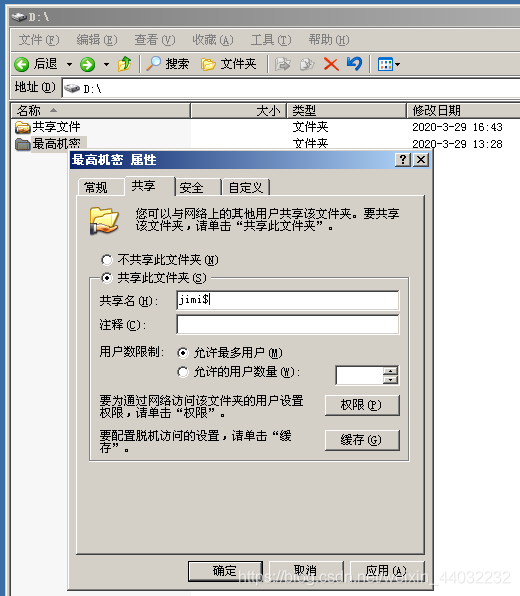 D:\
文件(F) 编辑(E) 查看(V) 收藏(A) 工具(T) 帮助(H)
后退 搜索 文件夹
地址(D) D:\
名称 大小 类型 修改日期
共享文件 文件夹 2020-3-29 16:43
最高机密 文件夹 2020-3-29 13:28
最高机密 属性
常规 共享 安全 自定义
您可以与网络上的其他用户共享该文件夹。要共享
该文件夹，请单击“共享此文件夹”。
不共享此文件夹(N)
共享此文件夹(S)
共享名(H): jimi$
注释(C):
用户数限制: 允许最多用户(M)
允许的用户数量(W):
要为通过网络访问该文件夹的用户设置
权限，请单击“权限”。
权限(P)
要配置脱机访问的设置，请单击“缓
存”。
缓存(G)
确定 取消 应用(A)
https://blog.csdn.net/weixin_44032232